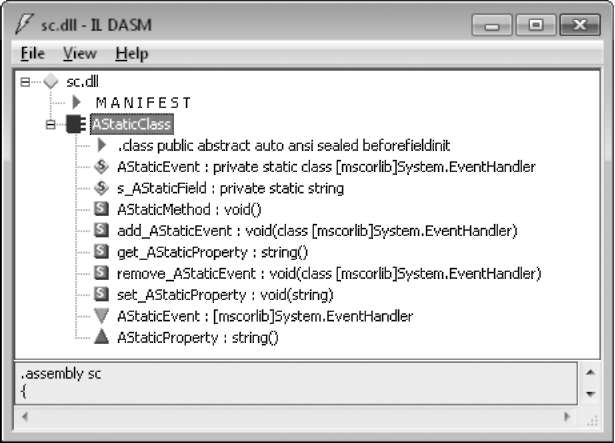 sc.dll - IL DASM
File View Help
sc.dll
MANIFEST
AStaticClass
.class public abstract auto ansi sealed beforefieldinit
AStaticEvent : private static class [mscorlib]System.EventHandler
s_AStaticField : private static string
AStaticMethod : void()
add_AStaticEvent : void(class [mscorlib]System.EventHandler)
get_AStaticProperty : string()
remove_AStaticEvent : void(class [mscorlib]System.EventHandler)
set_AStaticProperty : void(string)
AStaticEvent : [mscorlib]System.EventHandler
AStaticProperty : string()
.assembly sc
{